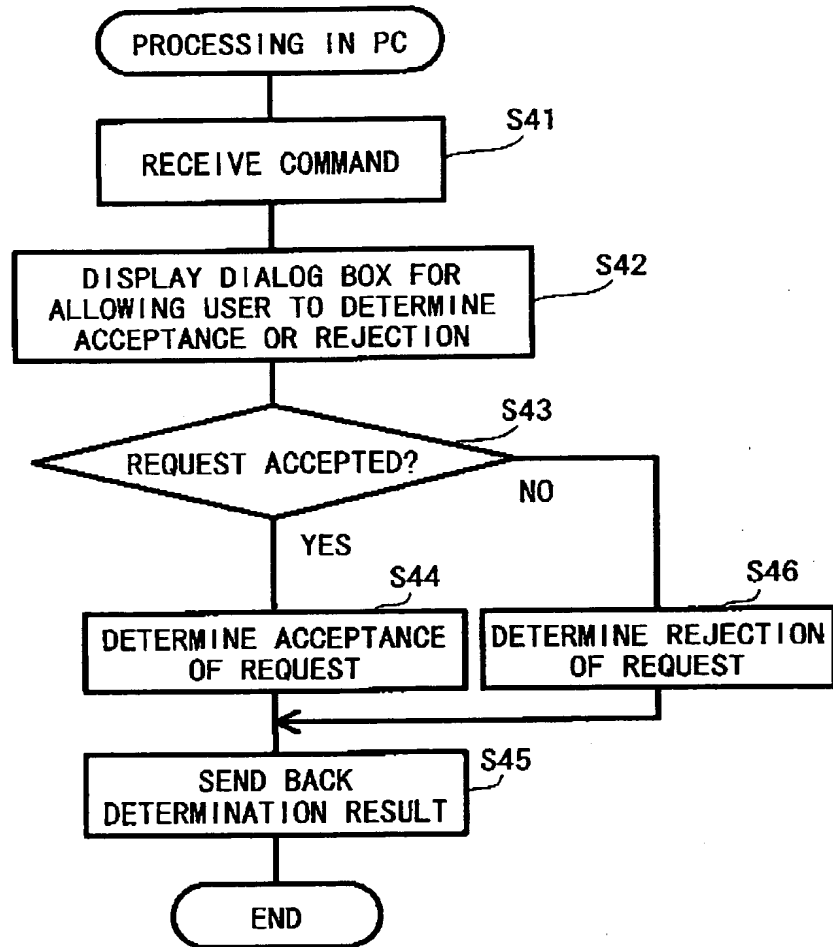 PROCESSING IN PC
S41
RECEIVE COMMAND
S42
DISPLAY DIALOG BOX FOR
ALLOWING USER TO DETERMINE
ACCEPTANCE OR REJECTION
S43
REQUEST ACCEPTED?
NO
YES
S44
DETERMINE ACCEPTANCE
OF REQUEST
S46
DETERMINE REJECTION
OF REQUEST
S45
SEND BACK
DETERMINATION RESULT
END